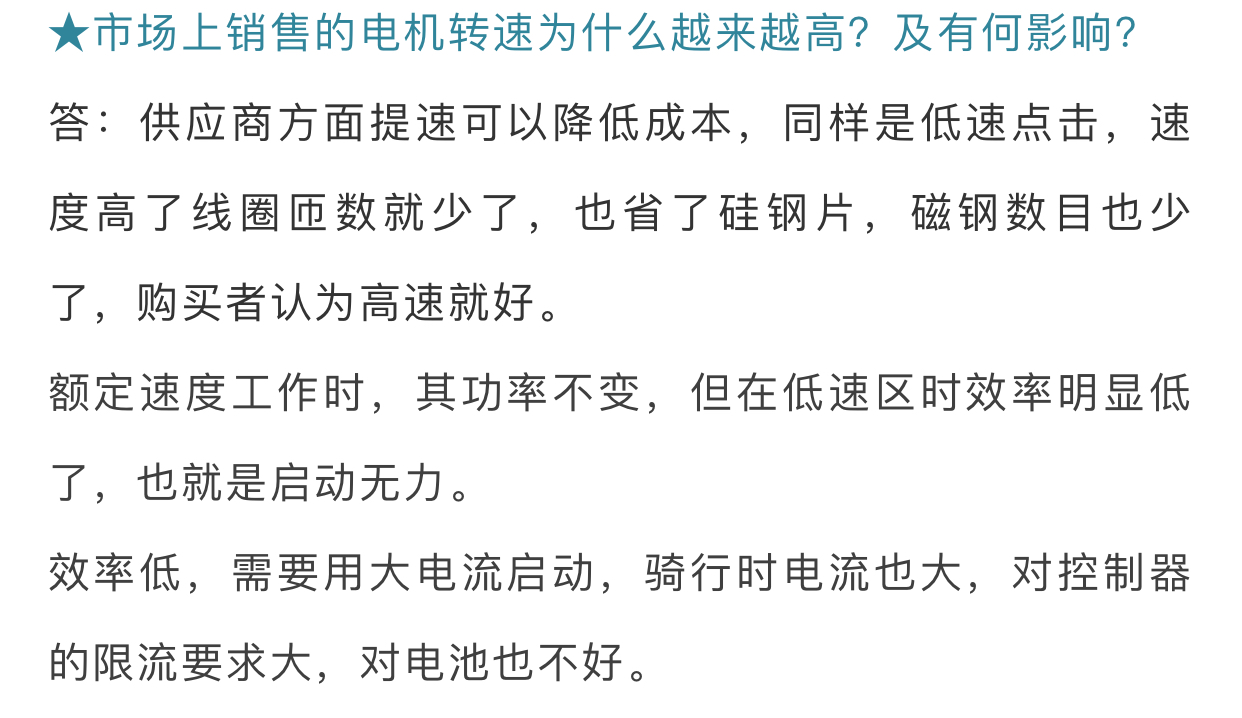 ★市场上销售的电机转速为什么越来越高？及有何影响？
答：供应商方面提速可以降低成本，同样是低速点击，速
度高了线圈匝数就少了，也省了硅钢片，磁钢数目也少
了，购买者认为高速就好。
额定速度工作时，其功率不变，但在低速区时效率明显低
了，也就是启动无力。
效率低，需要用大电流启动，骑行时电流也大，对控制器
的限流要求大，对电池也不好。